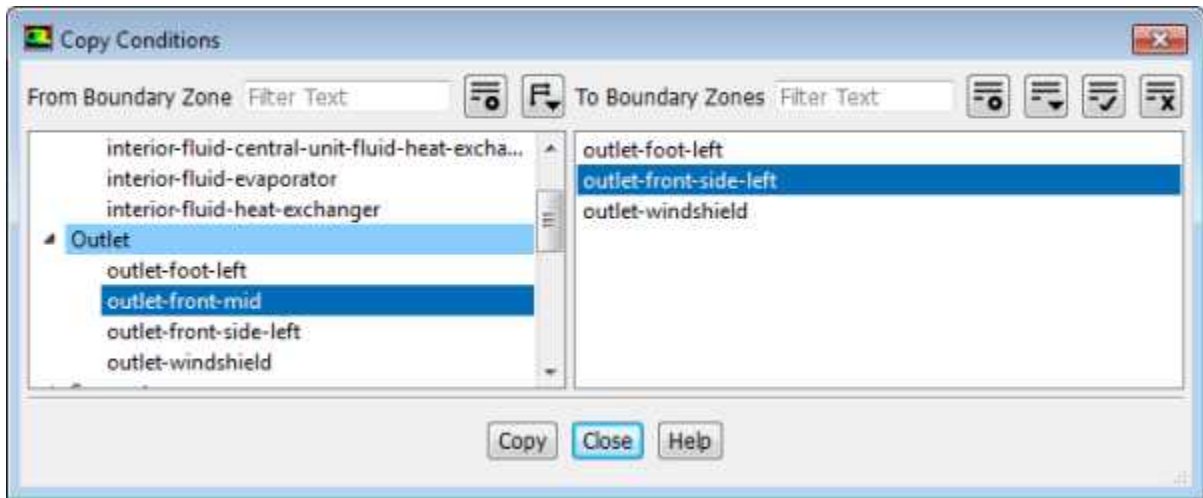 Copy Conditions
From Boundary Zone Filter Text
To Boundary Zones Filter Text
interior-fluid-central-unit-fluid-heat-excha...
interior-fluid-evaporator
interior-fluid-heat-exchanger
Outlet
outlet-foot-left
outlet-front-mid
outlet-front-side-left
outlet-windshield
outlet-foot-left
outlet-front-side-left
outlet-windshield
Copy Close Help